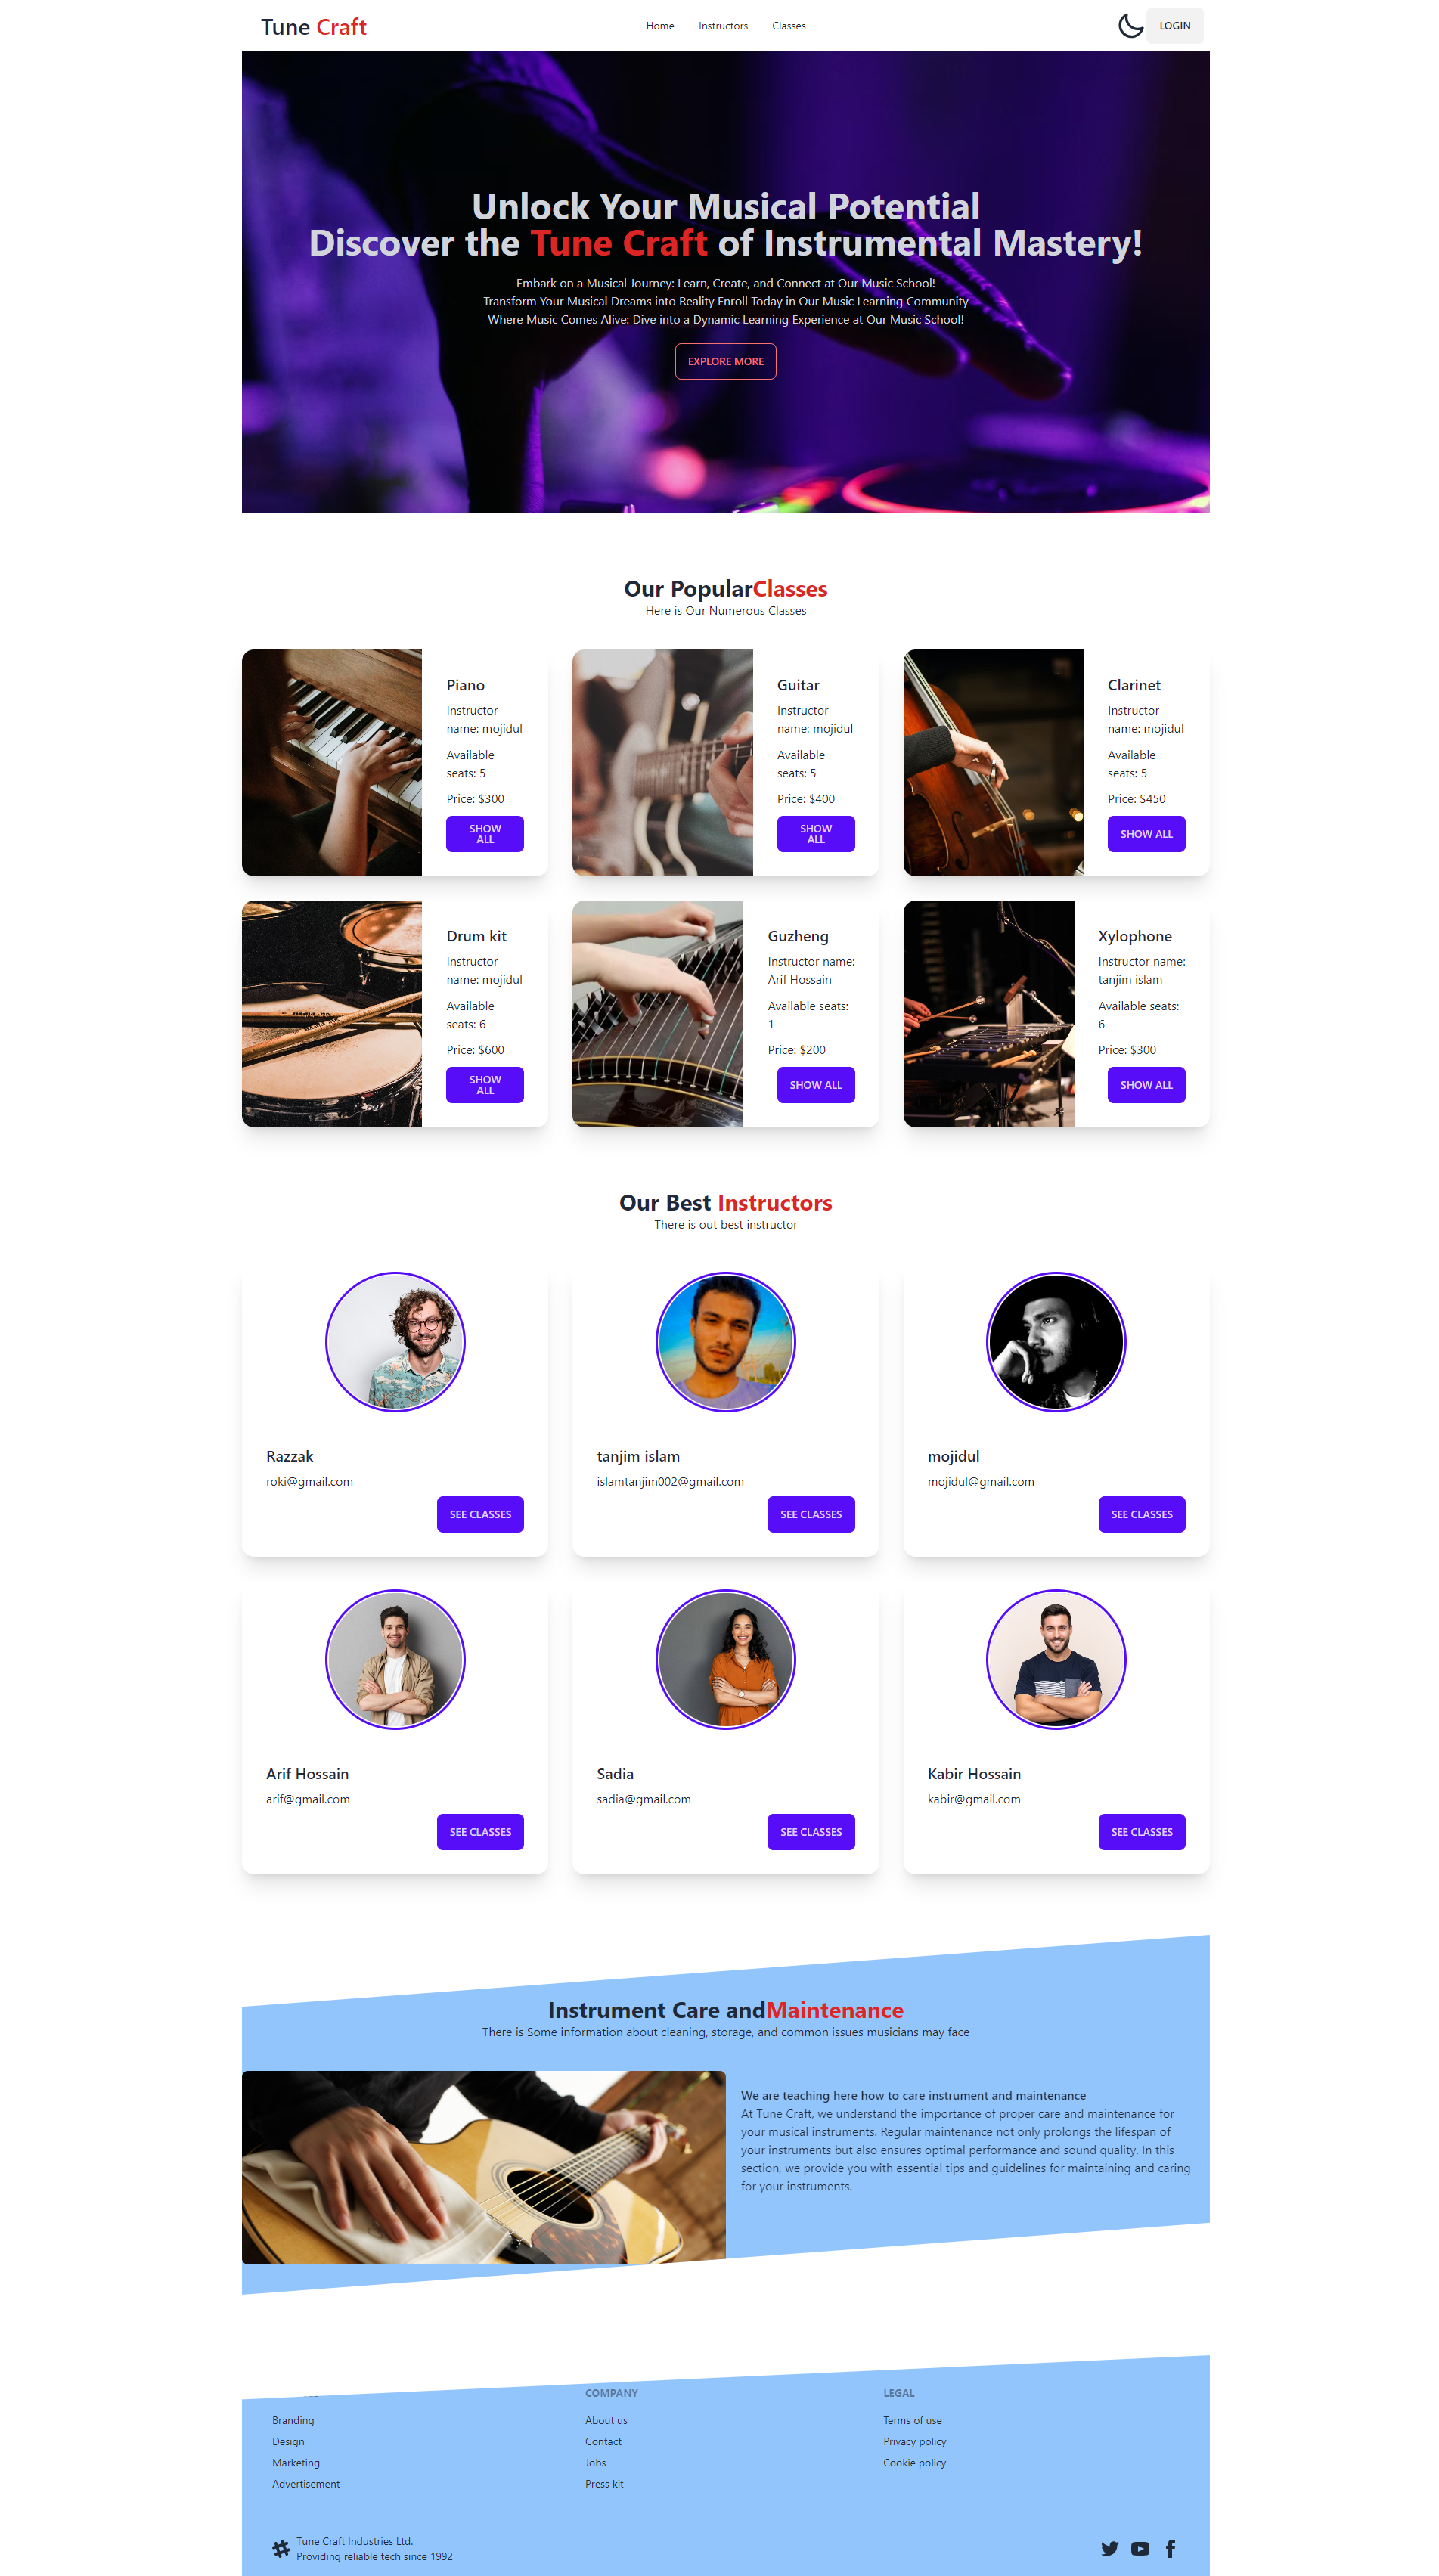 Tune Craft
Home
Instructors
Classes
LOGIN
Unlock Your Musical Potential
Discover the Tune Craft of Instrumental Mastery!
Embark on a Musical Journey: Learn, Create, and Connect at Our Music School!
Transform Your Musical Dreams into Reality Enroll Today in Our Music Learning Community
Where Music Comes Alive: Dive into a Dynamic Learning Experience at Our Music School!
EXPLORE MORE
Our PopularClasses
Here is Our Numerous Classes
Piano
Instructor
name: mojidul
Available
seats: 5
Price: $300
SHOW
ALL
Guitar
Instructor
name: mojidul
Available
seats: 5
Price: $400
SHOW
ALL
Clarinet
Instructor
name: mojidul
Available
seats: 5
Price: $450
SHOW ALL
Drum kit
Instructor
name: mojidul
Available
seats: 6
Price: $600
SHOW
ALL
Guzheng
Instructor name:
Arif Hossain
Available seats:
1
Price: $200
SHOW ALL
Xylophone
Instructor name:
tanjim islam
Available seats:
6
Price: $300
SHOW ALL
Our Best Instructors
There is out best instructor
Razzak
roki@gmail.com
SEE CLASSES
tanjim islam
islamtanjim002@gmail.com
SEE CLASSES
mojidul
mojidul@gmail.com
SEE CLASSES
Arif Hossain
arif@gmail.com
SEE CLASSES
Sadia
sadia@gmail.com
SEE CLASSES
Kabir Hossain
kabir@gmail.com
SEE CLASSES
Instrument Care andMaintenance
There is Some information about cleaning, storage, and common issues musicians may face
We are teaching here how to care instrument and maintenance
At Tune Craft, we understand the importance of proper care and maintenance for
your musical instruments. Regular maintenance not only prolongs the lifespan of
your instruments but also ensures optimal performance and sound quality. In this
section, we provide you with essential tips and guidelines for maintaining and caring
for your instruments.
Branding
Design
Marketing
Advertisement
COMPANY
About us
Contact
Jobs
Press kit
LEGAL
Terms of use
Privacy policy
Cookie policy
Tune Craft Industries Ltd.
Providing reliable tech since 1992